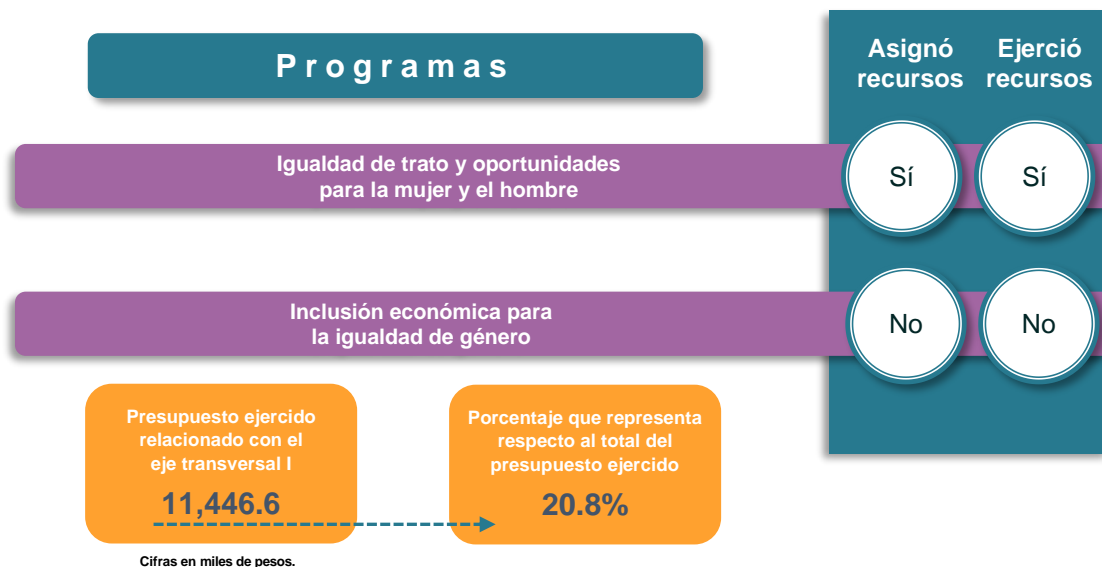 Programas
Asignó
recursos
Ejerció
recursos
Igualdad de trato y oportunidades
para la mujer y el hombre
Sí
Sí
Inclusión económica para
la igualdad de género
No
No
Presupuesto ejercido
relacionado con el
eje transversal I
11,446.6
Porcentaje que representa
respecto al total del
presupuesto ejercido
20.8%
Cifras en miles de pesos.